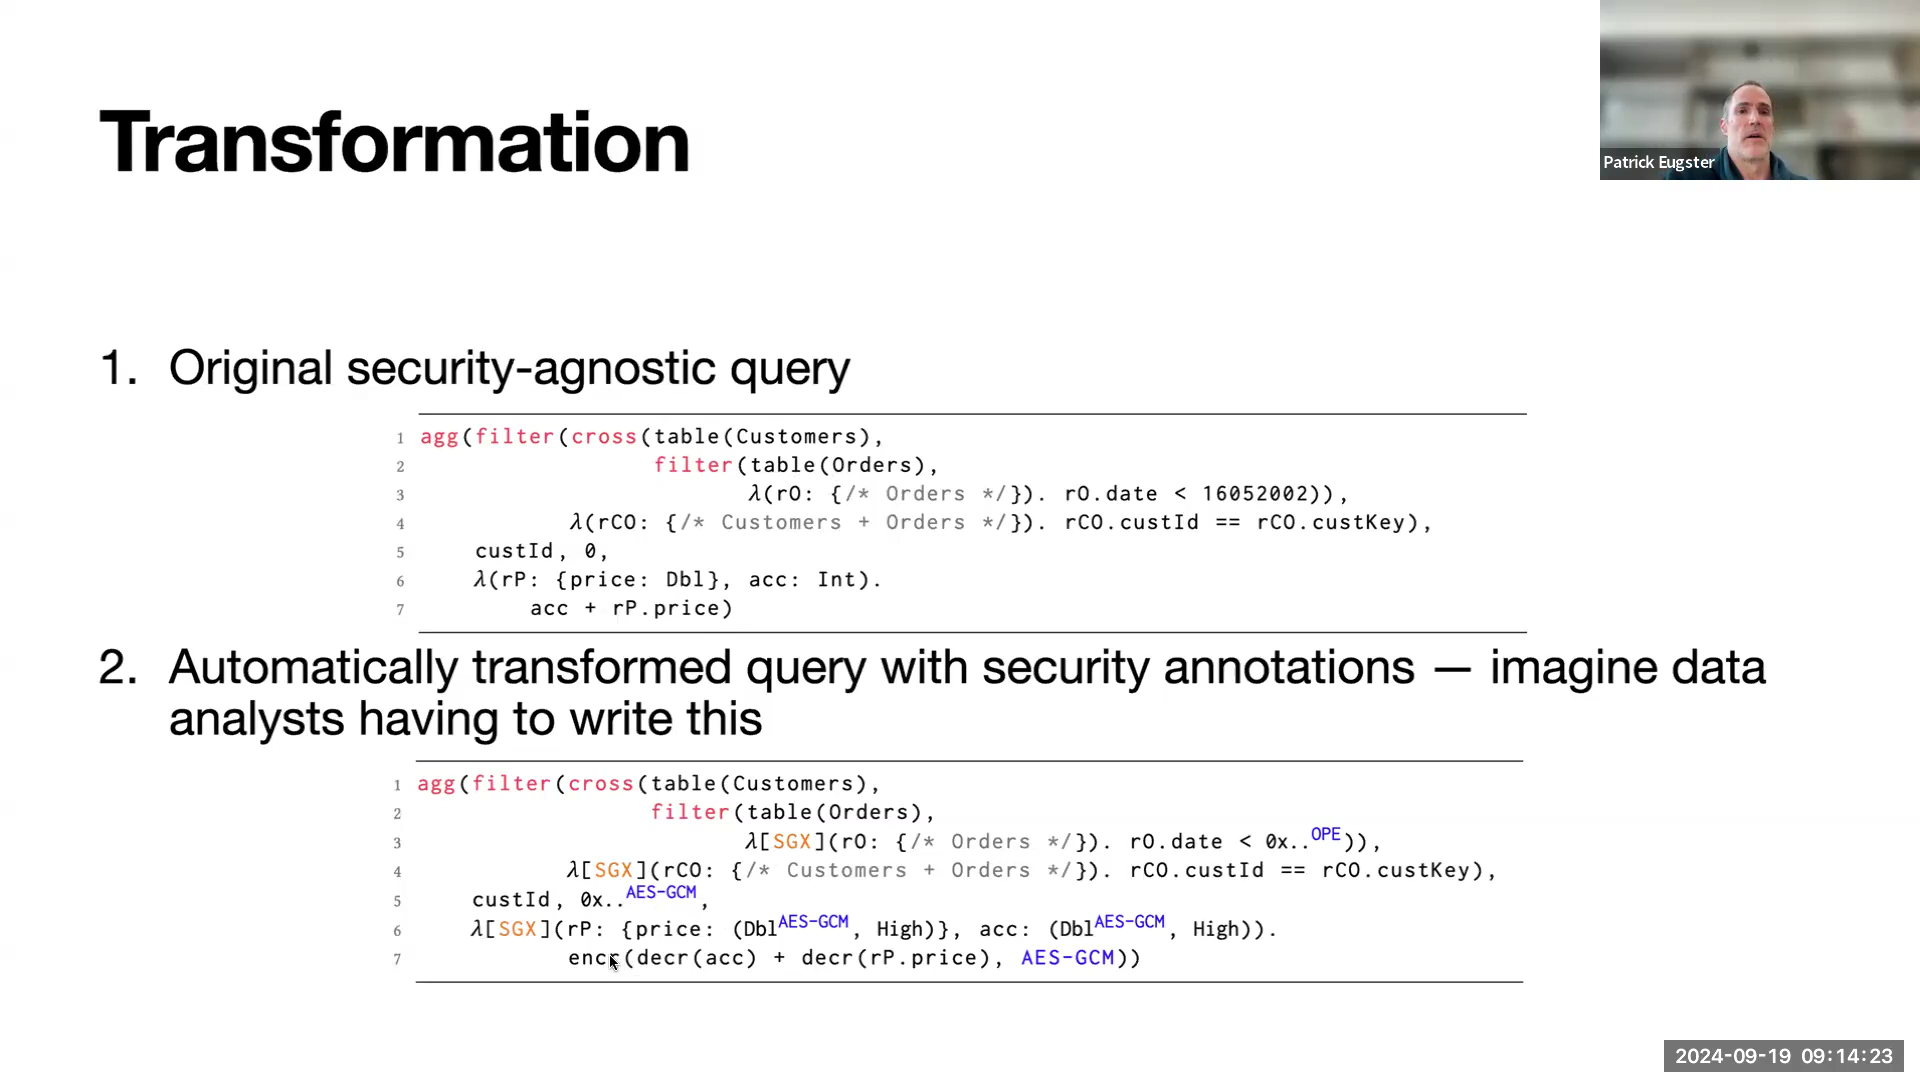 Transformation
Patrick Eugster
1. Original security-agnostic query
1 agg(filter(cross(table(Customers),
2 filter(table(Orders),
3 λ(rO: {/* Orders */}). rO.date < 16052002)),
4 λ(rCO: {/* Customers + Orders */}). rCO.custId == rCO.custKey),
5 custId, 0,
6 λ(rP: {price: Dbl}, acc: Int).
7 acc + rP.price)
2. Automatically transformed query with security annotations — imagine data
analysts having to write this
1 agg(filter(cross(table(Customers),
2 filter(table(Orders),
3 λ[SGX](rO: {/* Orders */}). rO.date < 0x..OPE)),
4 λ[SGX](rCO: {/* Customers + Orders */}). rCO.custId == rCO.custKey),
5 custId, 0x..AES-GCM,
6 λ[SGX](rP: {price: (DblAES-GCM, High)}, acc: (DblAES-GCM, High)).
7 encr(decr(acc) + decr(rP.price), AES-GCM))
2024-09-19 09:14:23